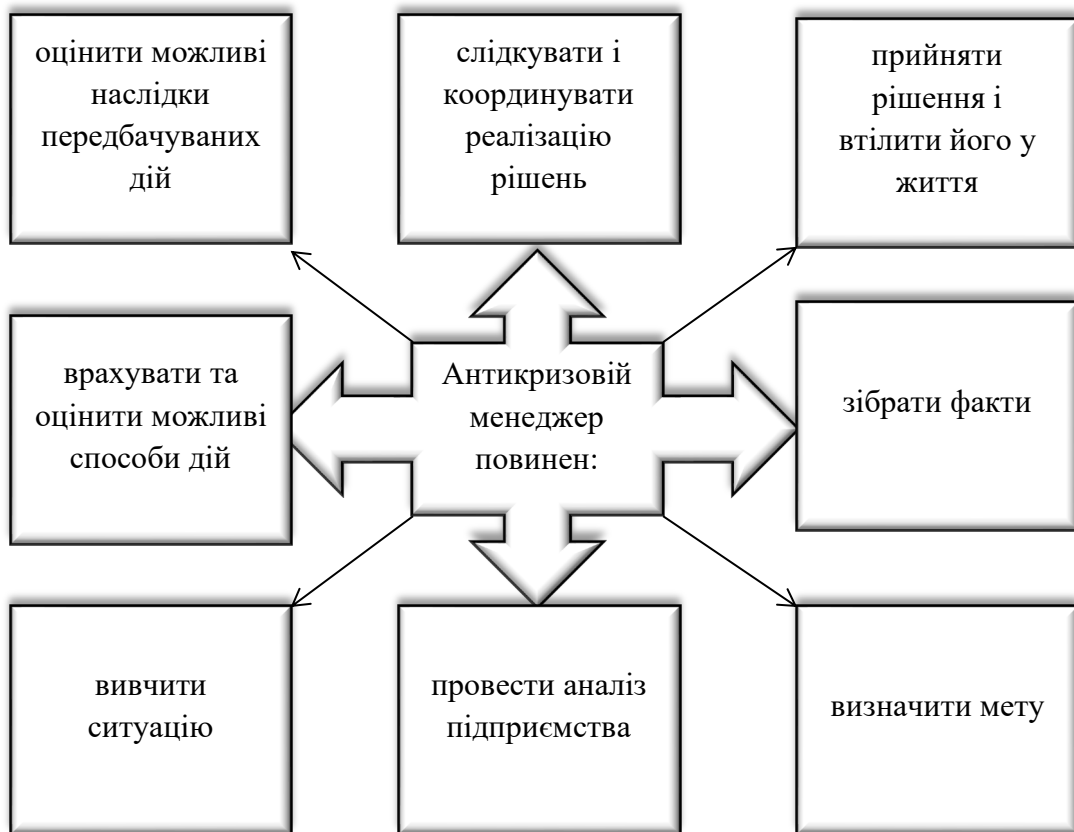 оцінити можливі
наслідки
передбачуваних
дій
слідкувати і
координувати
реалізацію
рішень
прийняти
рішення і
втілити його у
життя
врахувати та
оцінити можливі
способи дій
Антикризовій
менеджер
повинен:
зібрати факти
вивчити
ситуацію
провести аналіз
підприємства
визначити мету